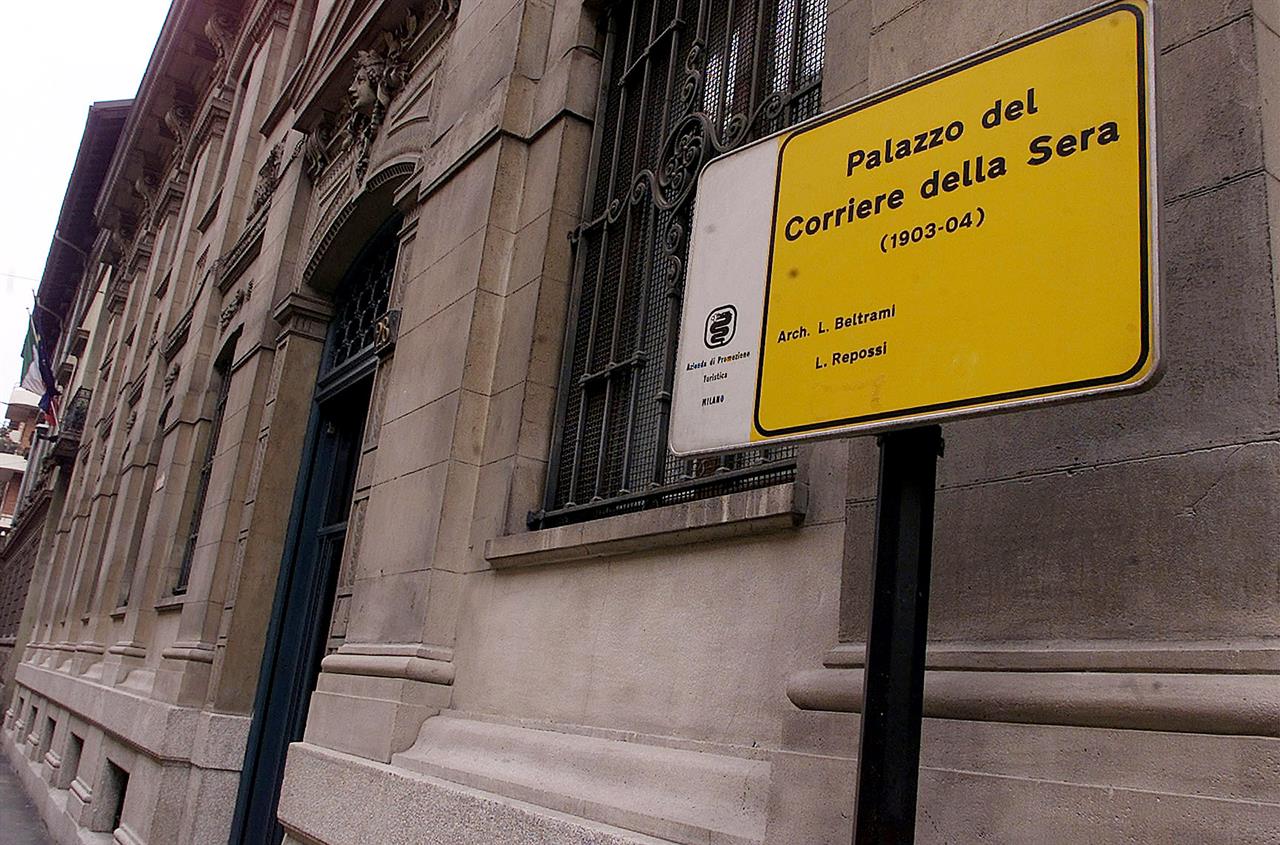 Palazzo del
Corriere della Sera
(1903-04)
Arch. L. Beltrami
L. Repossi
Azienda di Promozione
Turistica
MILANO